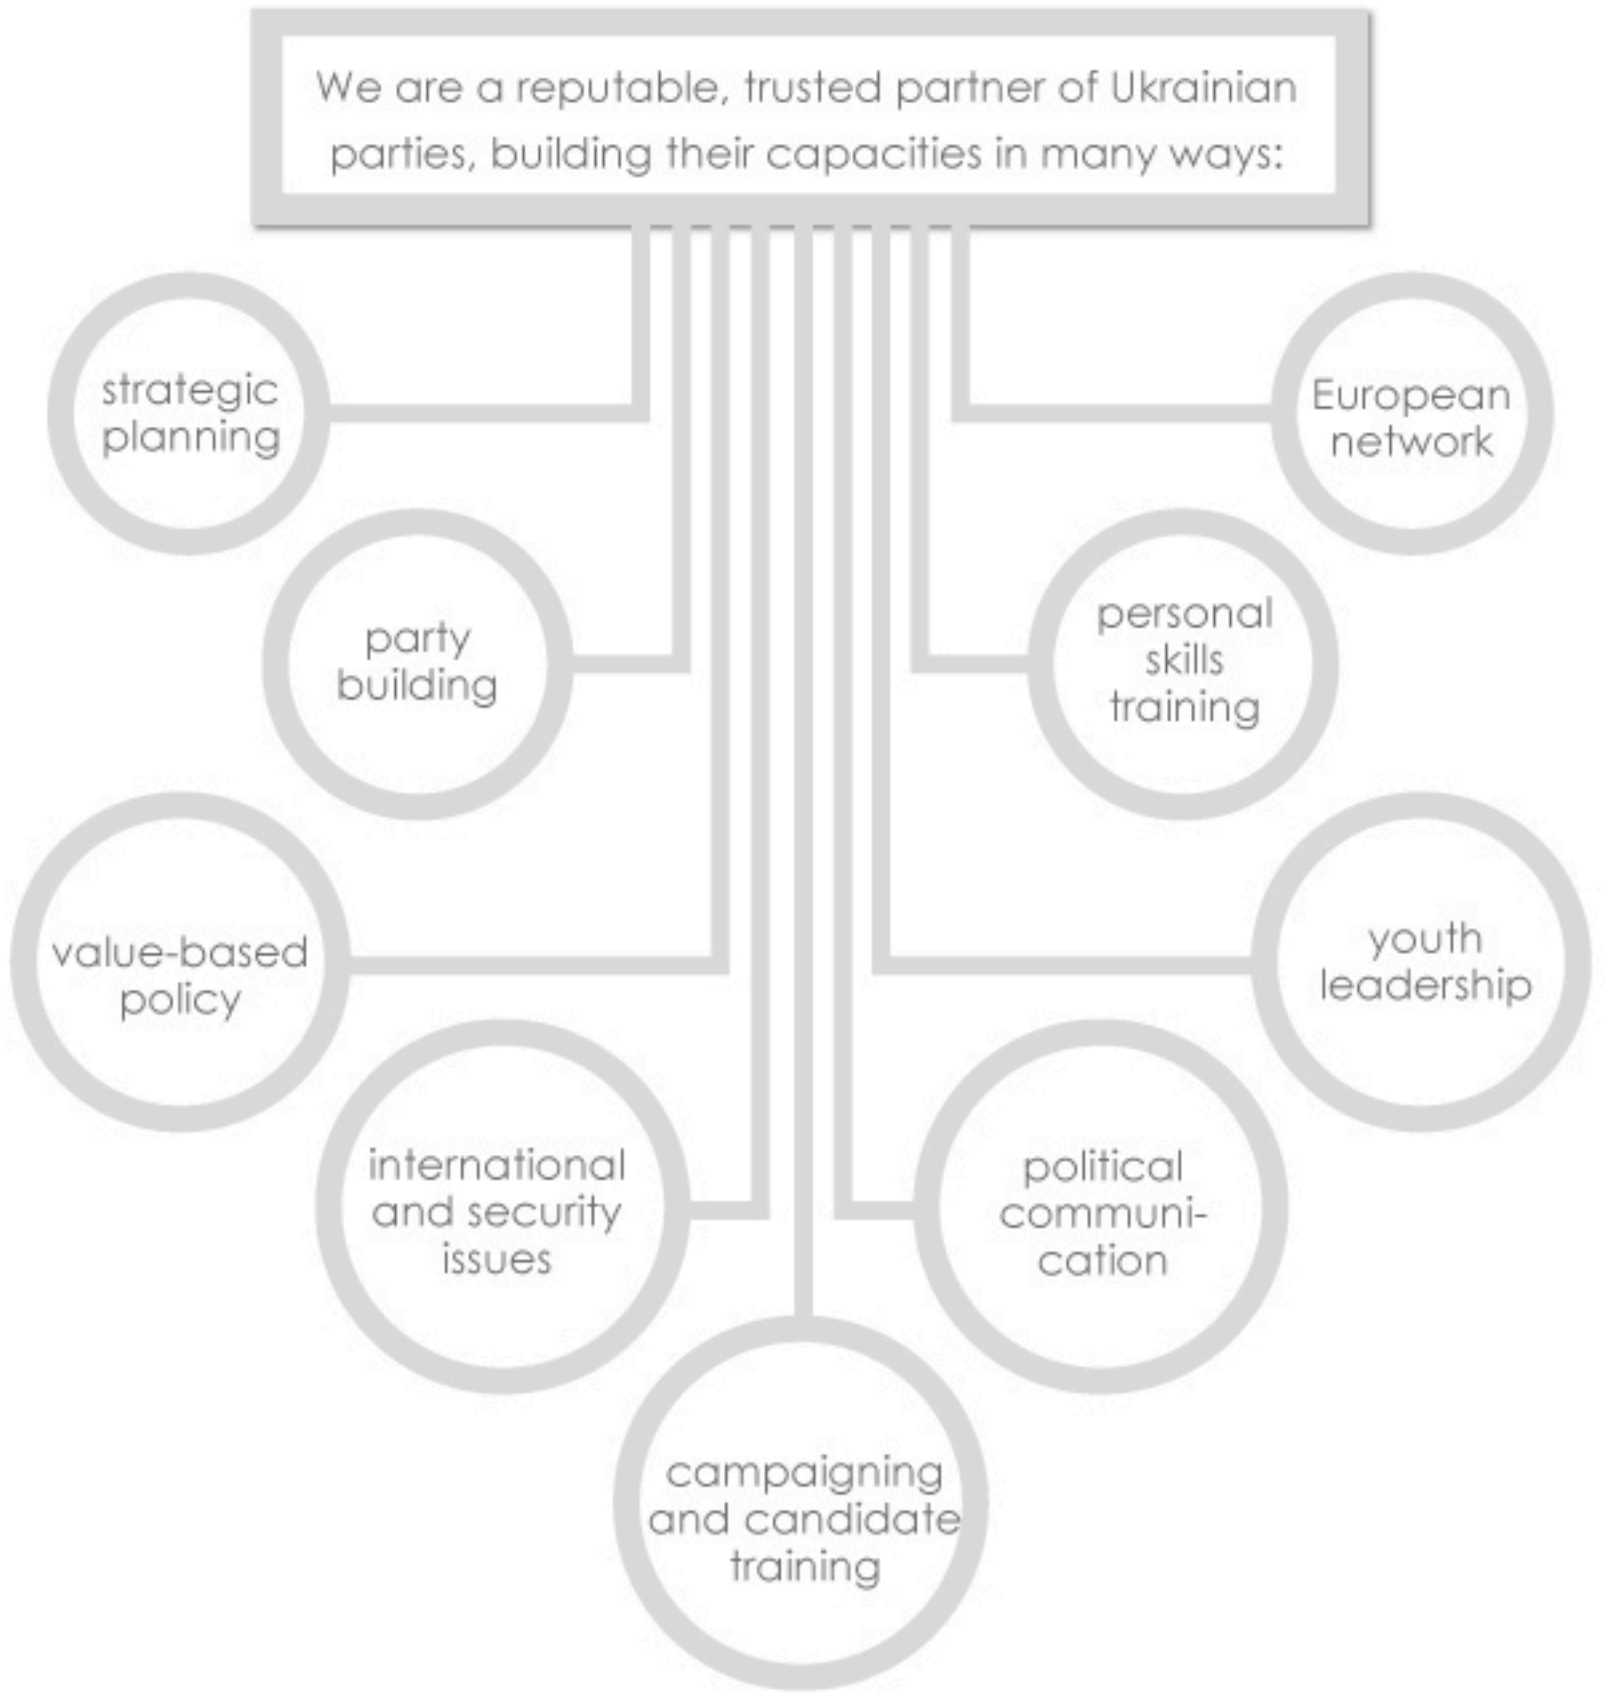 We are a reputable, trusted partner of Ukrainian
parties, building their capacities in many ways:
strategic
planning
European
network
party
building
personal
skills
training
value-based
policy
youth
leadership
international
and security
issues
political
communi-
cation
campaigning
and candidate
training